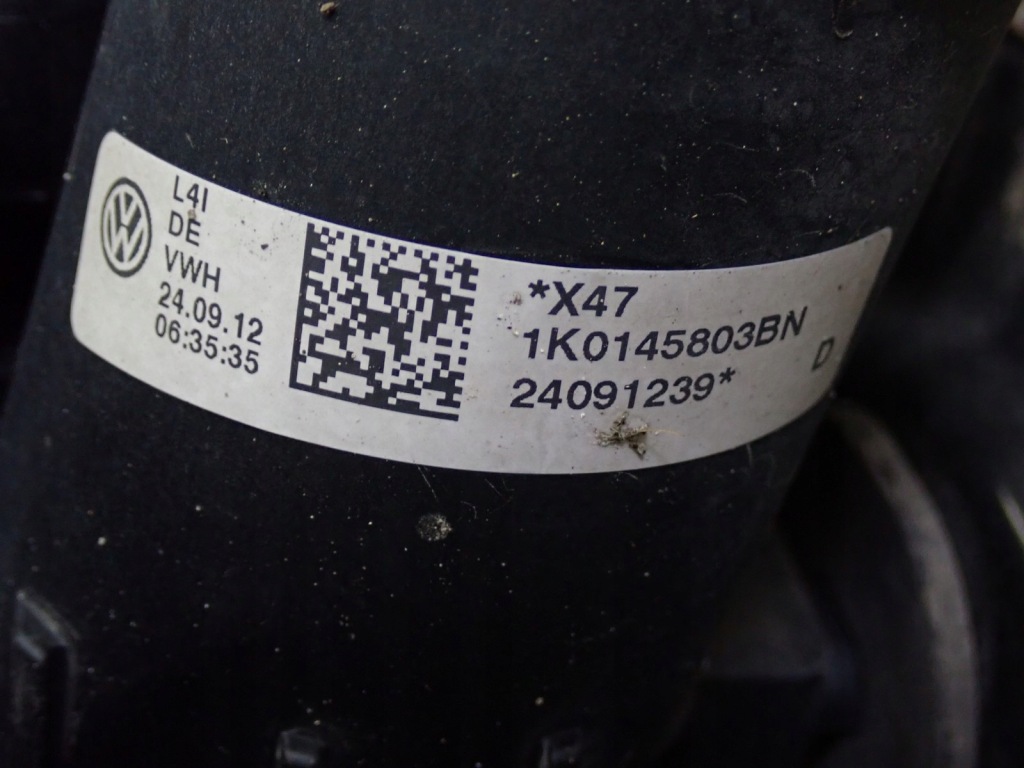 L4I
DE
VWH
24.09.12
06:35:35
*X47
1K0145803BN
24091239*
D